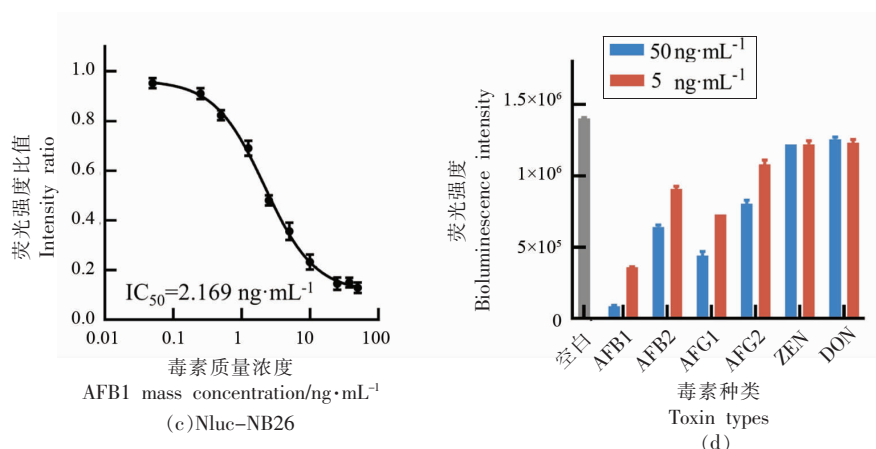 1.0
0.8
0.6
0.4
0.2
0.0
荧光强度比值
Intensity ratio
IC₅₀=2.169 ng·mL⁻¹
0.01 0.1 1 10 100
毒素质量浓度
AFB1 mass concentration/ng·mL⁻¹
(c)Nluc-NB26
50 ng·mL⁻¹
5 ng·mL⁻¹
荧光强度
Bioluminescence intensity
1.5×10⁶
1×10⁶
5×10⁵
0
空白 AFB1 AFB2 AFG1 AFG2 ZEN DON
毒素种类
Toxin types
(d)